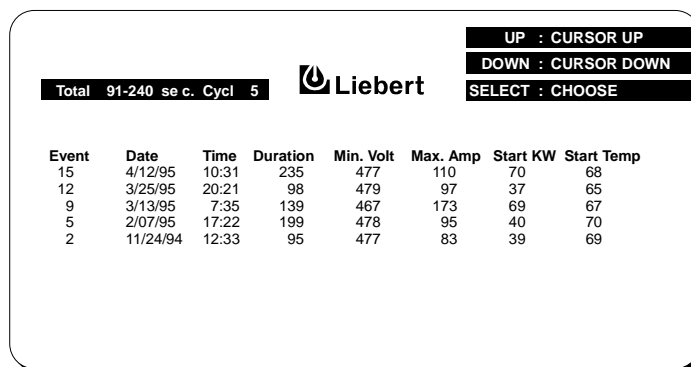 UP : CURSOR UP
DOWN : CURSOR DOWN
Total 91-240 se c. Cycl 5
Liebert
SELECT : CHOOSE
Event Date Time Duration Min. Volt Max. Amp Start KW Start Temp
15 4/12/95 10:31 235 477 110 70 68
12 3/25/95 20:21 98 479 97 37 65
9 3/13/95 7:35 139 467 173 69 67
5 2/07/95 17:22 199 478 95 40 70
2 11/24/94 12:33 95 477 83 39 69